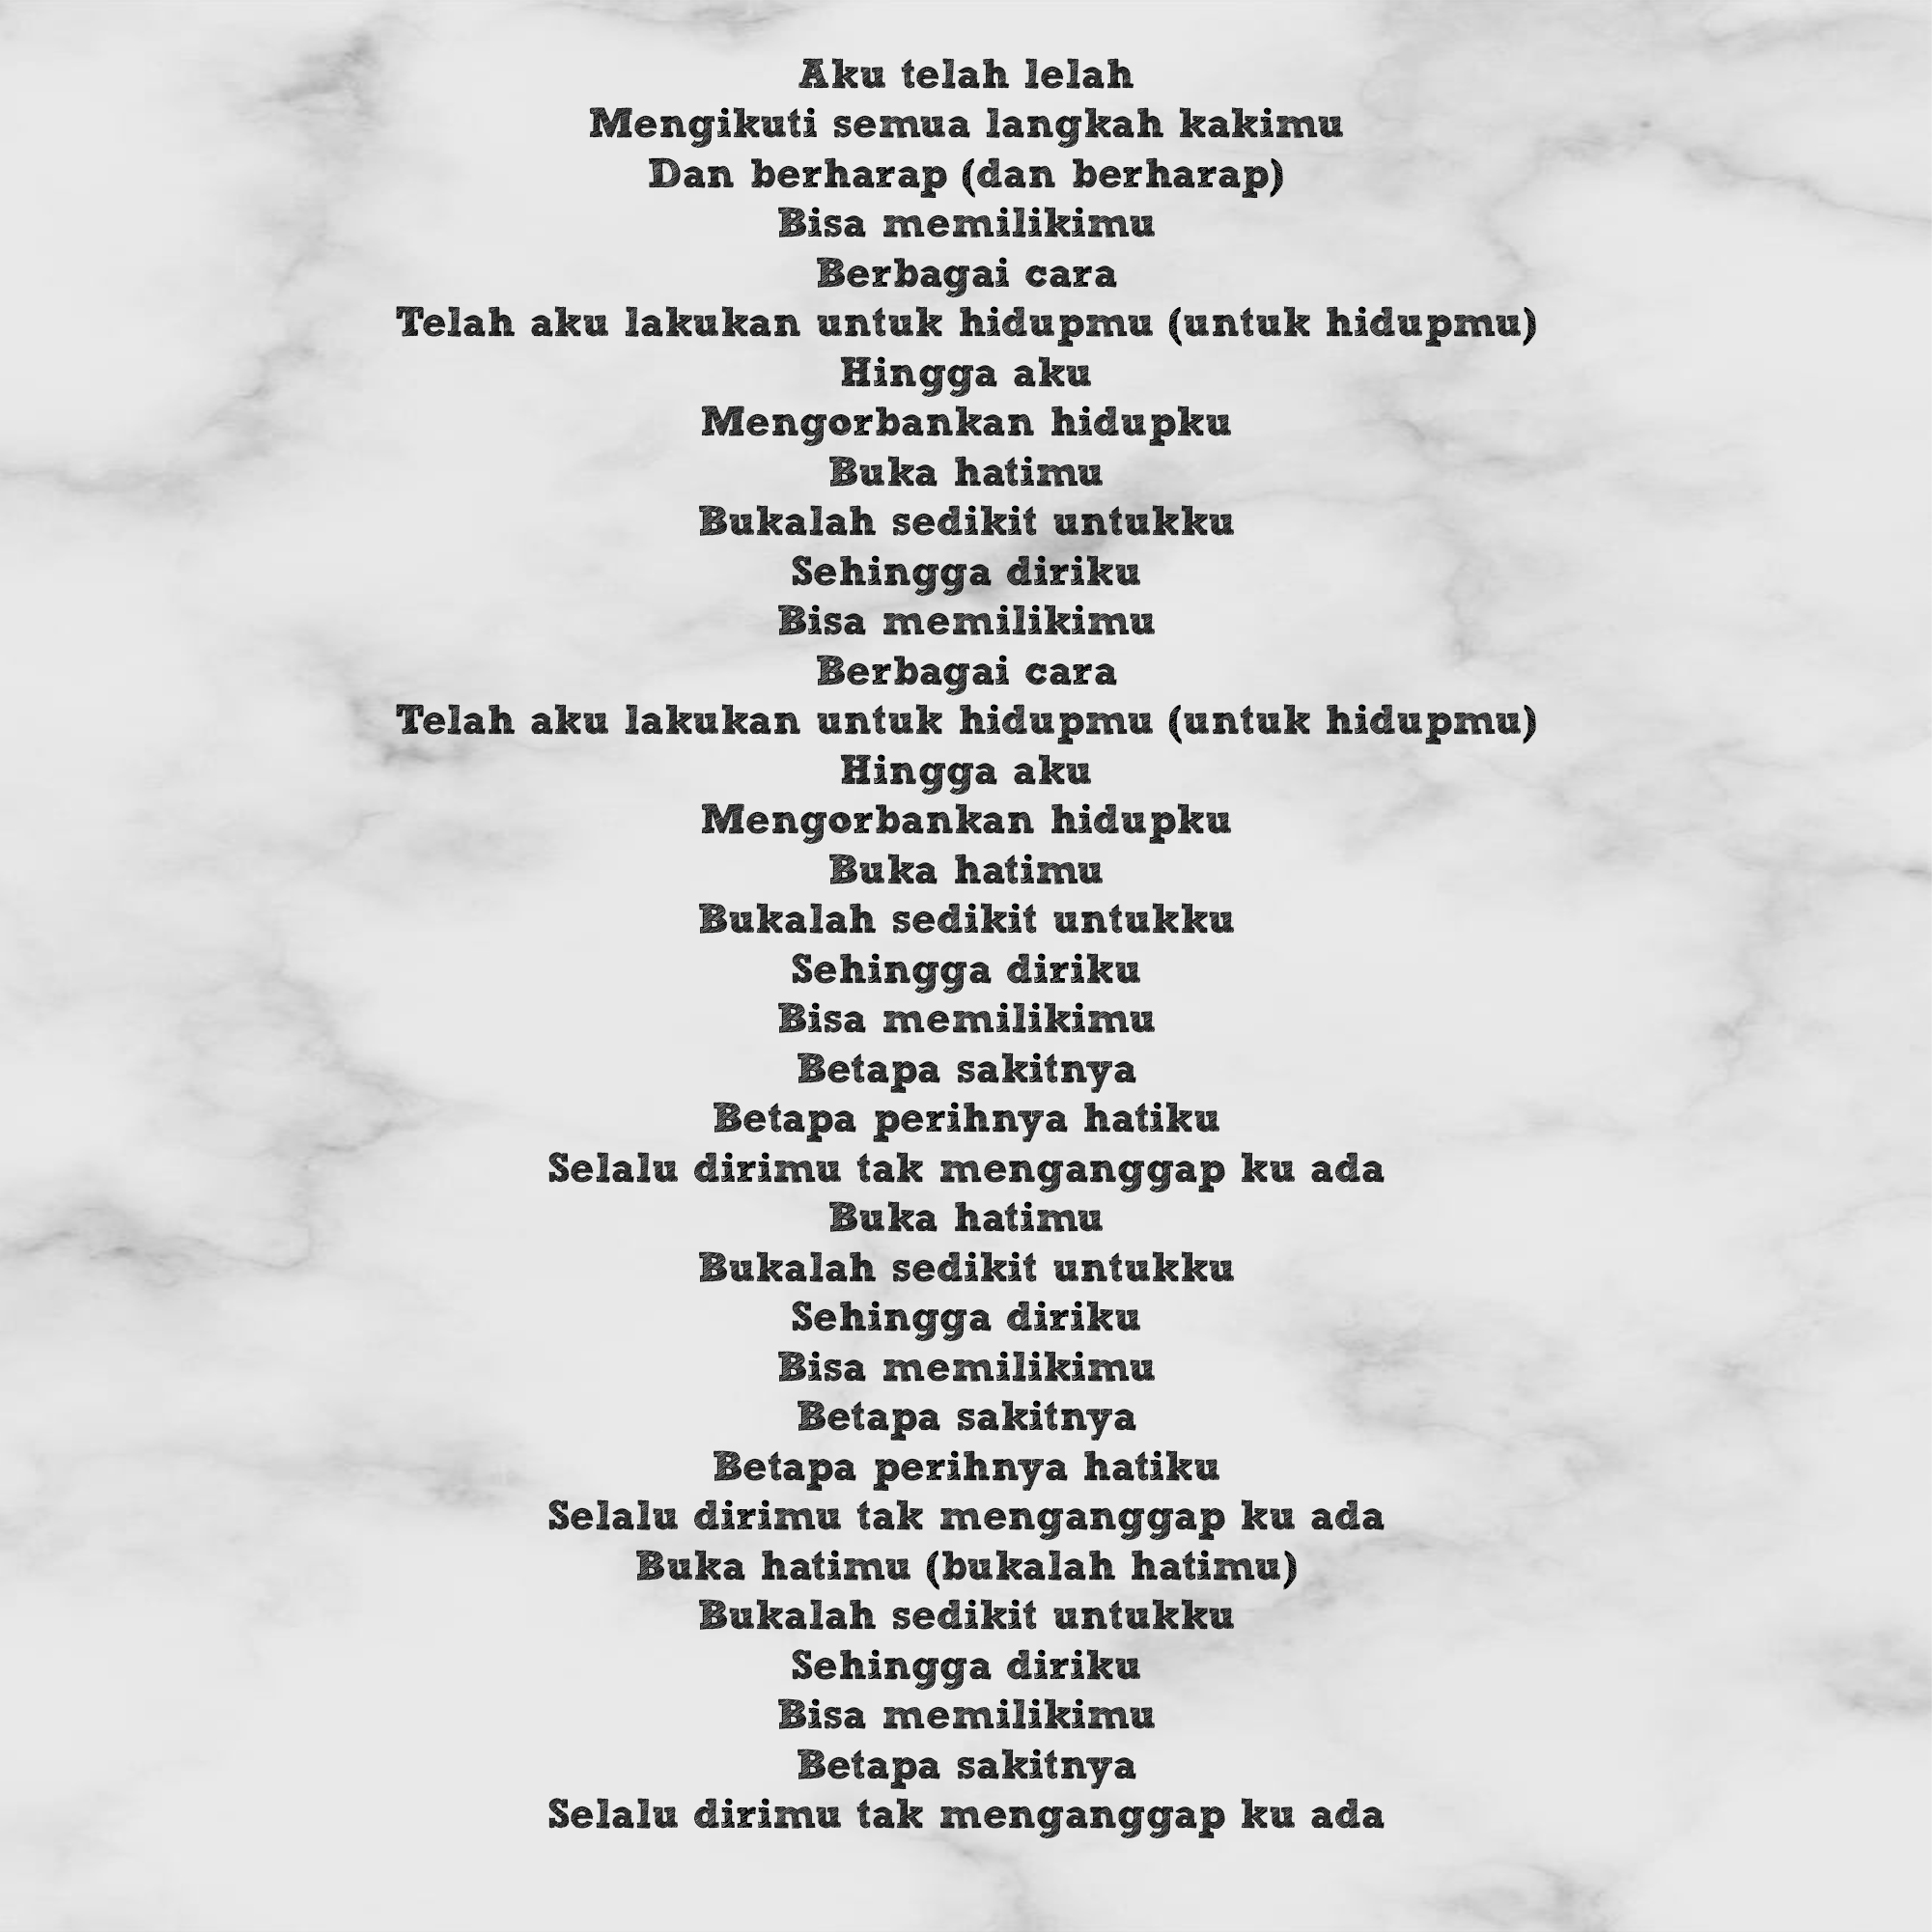 Aku telah lelah
Mengikuti semua langkah kakimu
Dan berharap (dan berharap)
Bisa memilikimu
Berbagai cara
Telah aku lakukan untuk hidupmu (untuk hidupmu)
Hingga aku
Mengorbankan hidupku
Buka hatimu
Bukalah sedikit untukku
Sehingga diriku
Bisa memilikimu
Berbagai cara
Telah aku lakukan untuk hidupmu (untuk hidupmu)
Hingga aku
Mengorbankan hidupku
Buka hatimu
Bukalah sedikit untukku
Sehingga diriku
Bisa memilikimu
Betapa sakitnya
Betapa perihnya hatiku
Selalu dirimu tak menganggap ku ada
Buka hatimu
Bukalah sedikit untukku
Sehingga diriku
Bisa memilikimu
Betapa sakitnya
Betapa perihnya hatiku
Selalu dirimu tak menganggap ku ada
Buka hatimu (bukalah hatimu)
Bukalah sedikit untukku
Sehingga diriku
Bisa memilikimu
Betapa sakitnya
Selalu dirimu tak menganggap ku ada